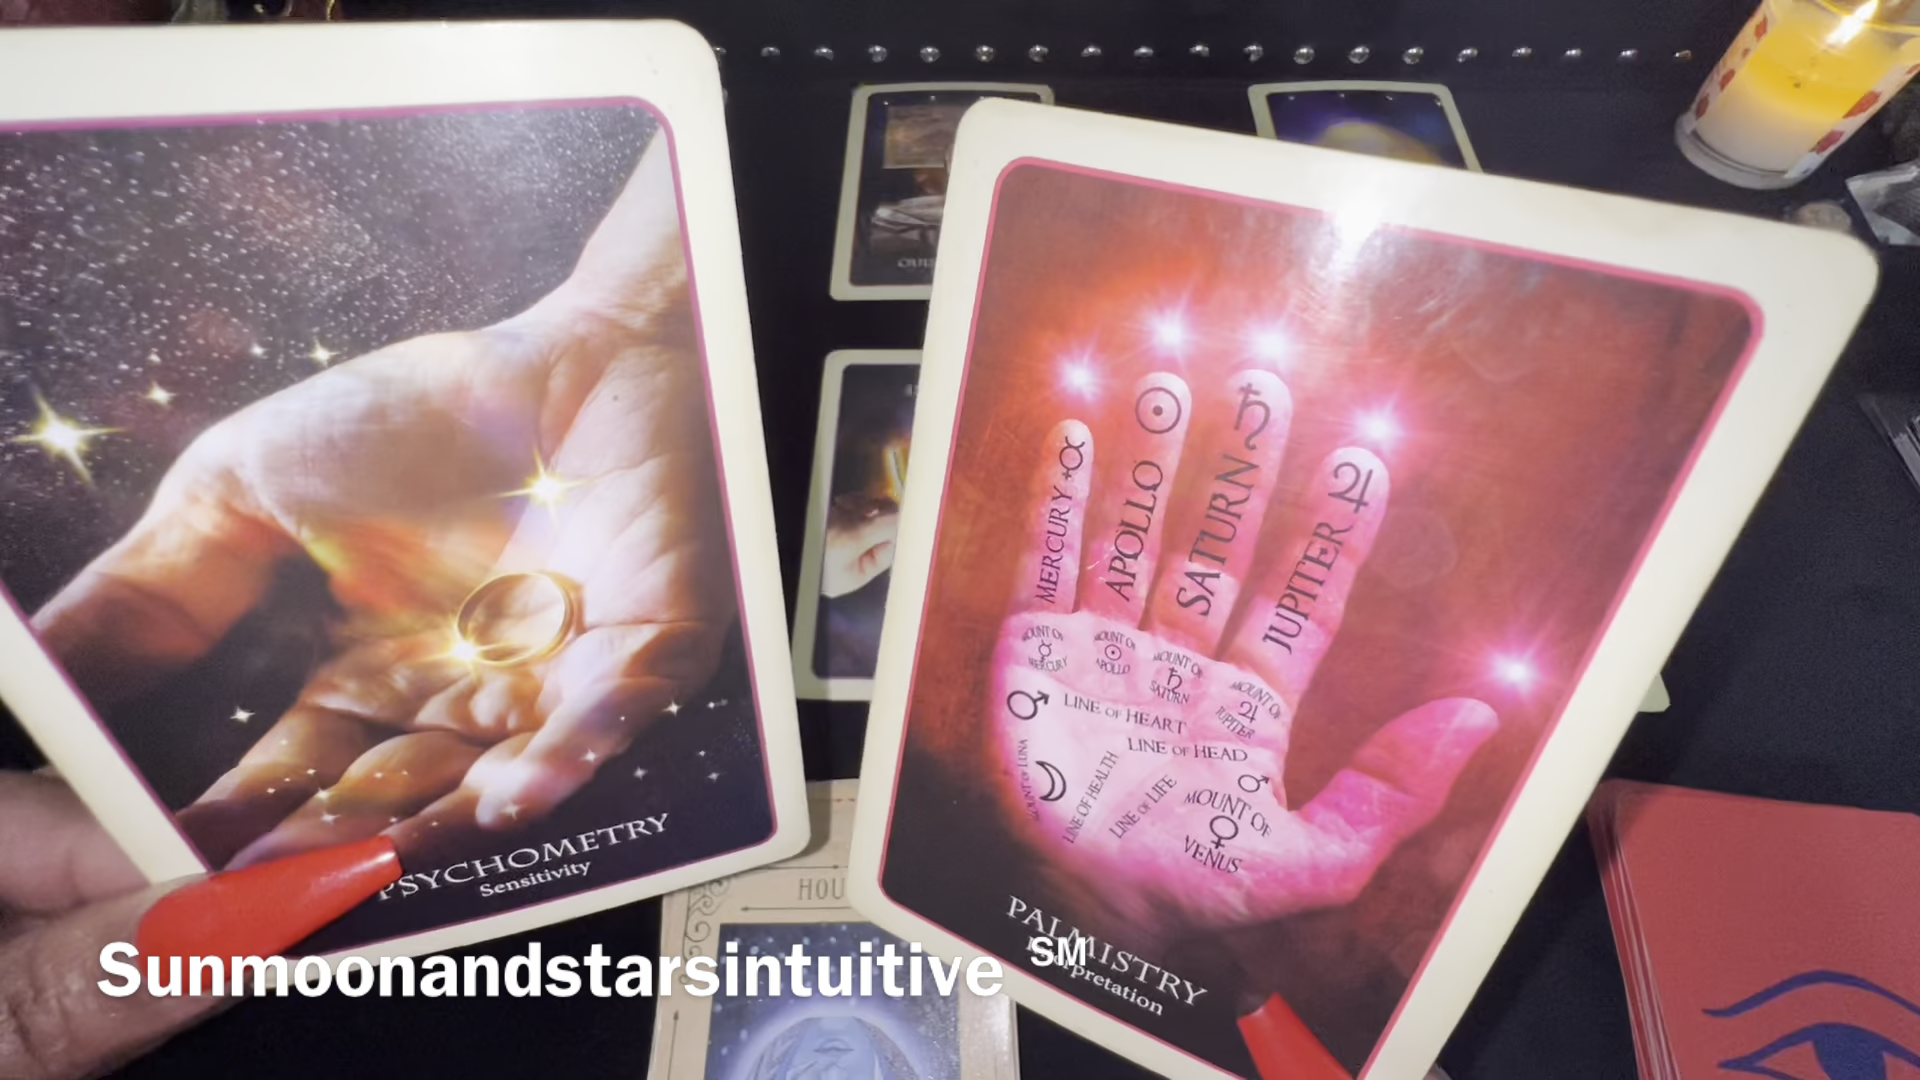 PSYCHOMETRY
Sensitivity
MERCURY ☿
APOLLO ☉
SATURN ♄
JUPITER ♃
MOUNT OF
☿
MERCURY
MOUNT OF
☉
APOLLO
MOUNT OF
♄
SATURN
MOUNT OF
♃
JUPITER
♂
LINE OF HEART
LINE OF HEAD
MOUNT OF LUNA
☽
LINE OF HEALTH
LINE OF LIFE
♂
MOUNT OF
♀
VENUS
PALMISTRY
HOU
Sunmoonandstarsintuitive SM